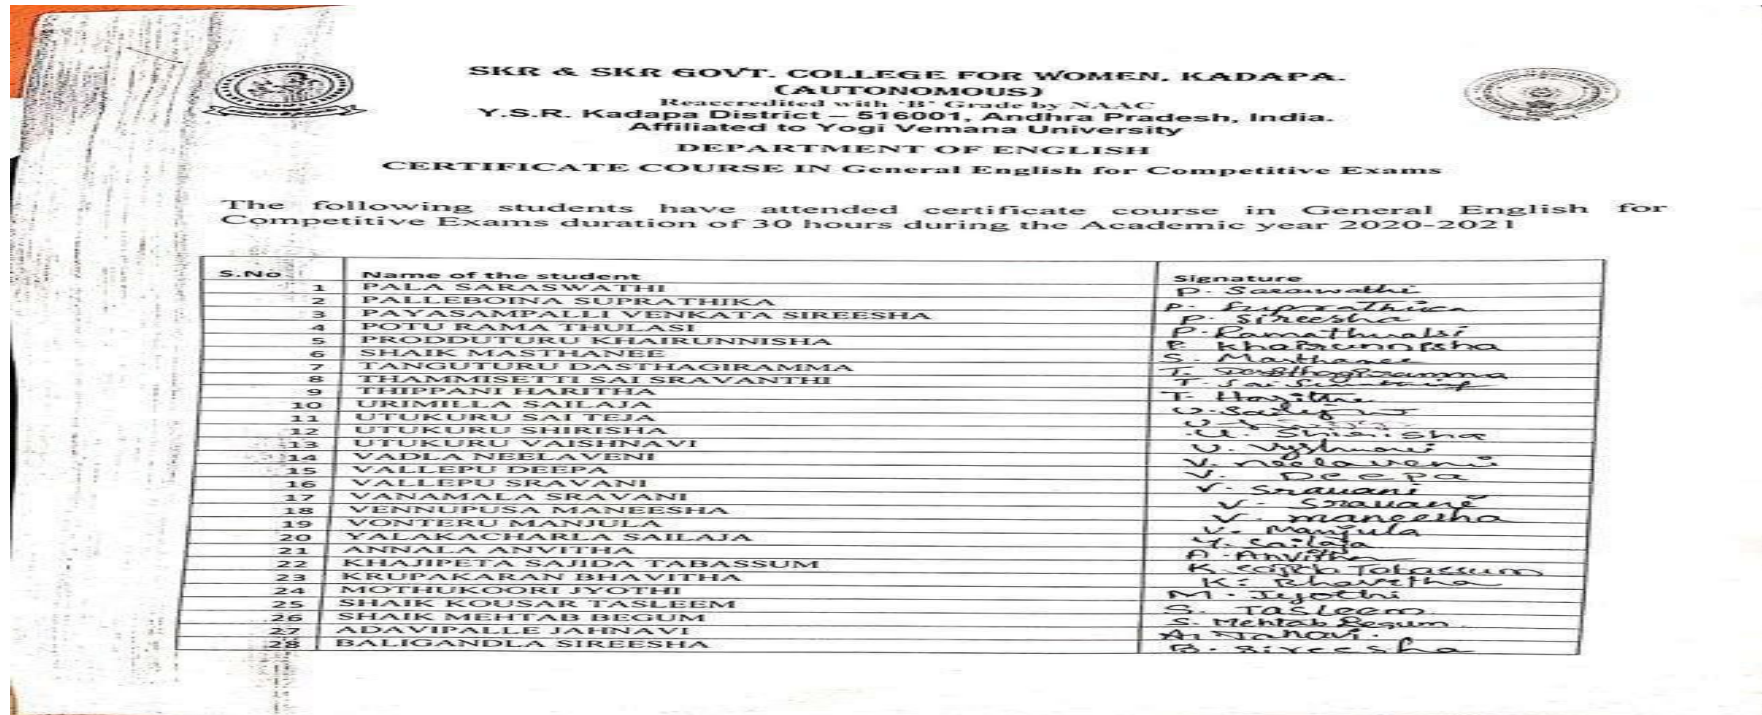 SKR & SKR GOVT. COLLEGE FOR WOMEN, KADAPA.
(AUTONOMOUS)
Reaccredited with 'B' Grade by NAAC
Y.S.R. Kadapa District – 516001, Andhra Pradesh, India.
Affiliated to Yogi Vemana University
DEPARTMENT OF ENGLISH
CERTIFICATE COURSE IN General English for Competitive Exams
The following students have attended certificate course in General English for
Competitive Exams duration of 30 hours during the Academic year 2020-2021
S.No Name of the student Signature
1 PALA SARASWATHI P. Saraswathi
2 PALLEBOINA SUPRATHIKA P. Suprathica
3 PAYASAMPALLI VENKATA SIREESHA P. Sireesha
4 POTU RAMA THULASI P. Ramathualsi
5 PRODDUTURU KHAIRUNNISHA P. Khairunnisha
6 SHAIK MASTHANEE S. Masthanee
7 TANGUTURU DASTHAGIRAMMA T. Dasthagiramma
8 THAMMISETTI SAI SRAVANTHI T. Sai
9 THIPPANI HARITHA T. Haritha
10 URIMILLA SAILAJA U. Sailaja
11 UTUKURU SAI TEJA
12 UTUKURU SHIRISHA U. Shirisha
13 UTUKURU VAISHNAVI U. Vyshnavi
14 VADLA NEELAVENI V. neelaveni
15 VALLEPU DEEPA V. Deepa
16 VALLEPU SRAVANI V. Sravani
17 VANAMALA SRAVANI V. Sravani
18 VENNUPUSA MANEESHA V. maneesha
19 VONTERU MANJULA V. Manjula
20 YALAKACHARLA SAILAJA Y. Sailaja
21 ANNALA ANVITHA A. Anvitha
22 KHAJIPETA SAJIDA TABASSUM K. Sajida Tabassum
23 KRUPAKARAN BHAVITHA K. Bhavitha
24 MOTHUKOORI JYOTHI M. Jyothi
25 SHAIK KOUSAR TASLEEM S. Tasleem
26 SHAIK MEHTAB BEGUM S. Mehtab Begum
27 ADAVIPALLE JAHNAVI A. Jahnavi.
28 BALIGANDLA SIREESHA B. Sireesha